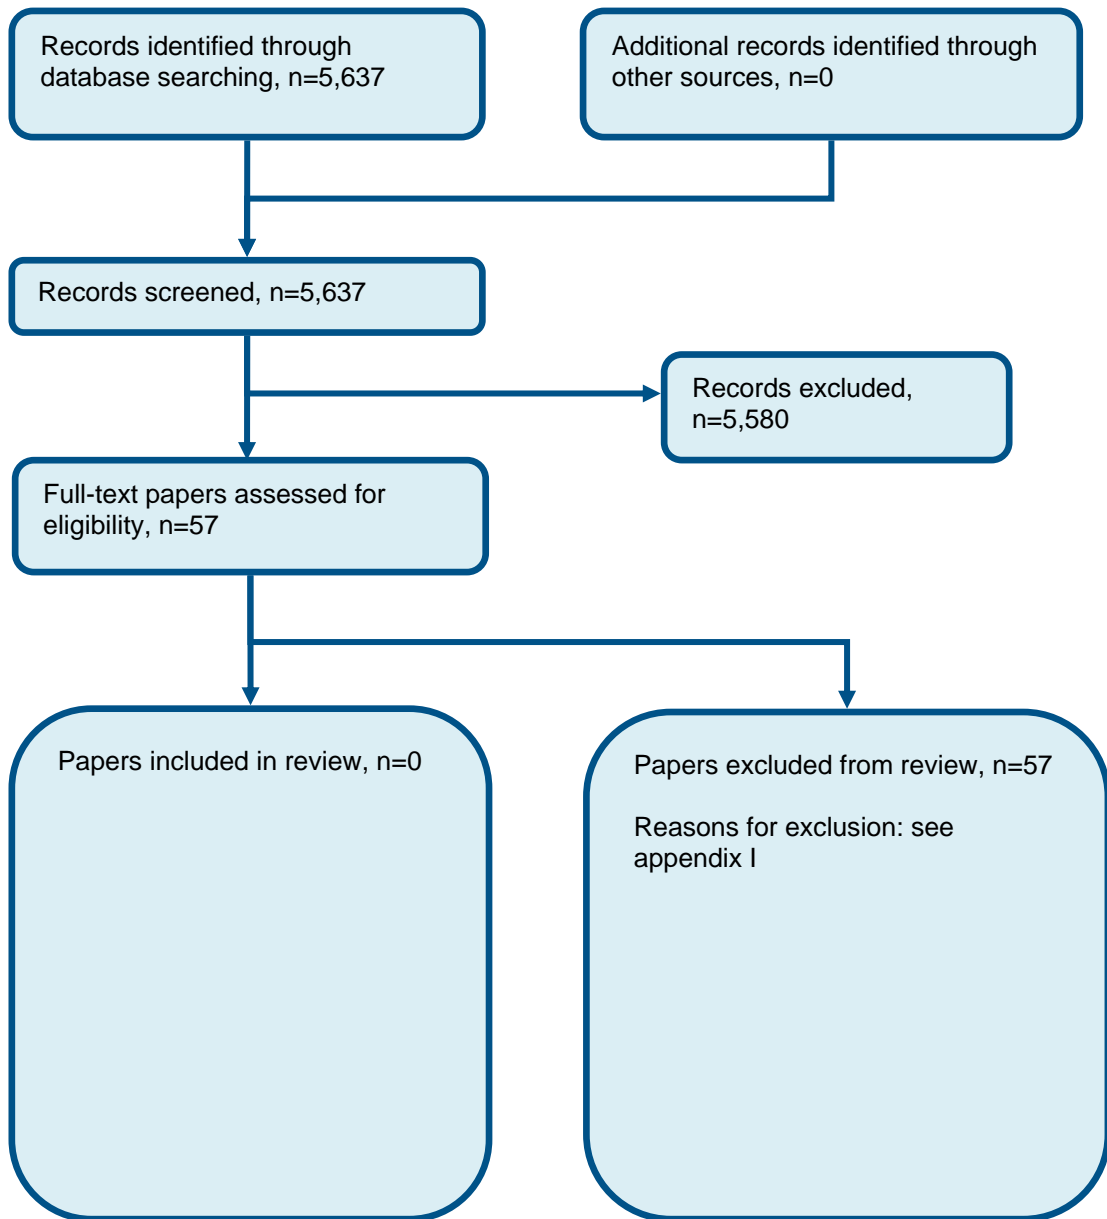 Records identified through
database searching, n=5,637
Additional records identified through
other sources, n=0
Records screened, n=5,637
Records excluded,
n=5,580
Full-text papers assessed for
eligibility, n=57
Papers included in review, n=0
Papers excluded from review, n=57
Reasons for exclusion: see
appendix I